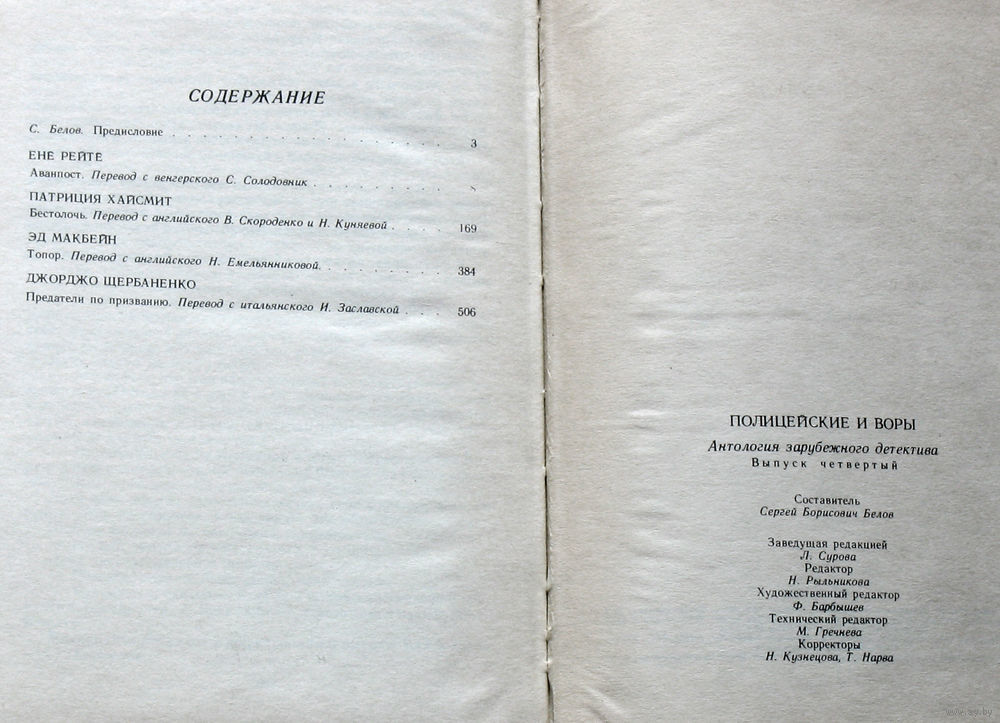 СОДЕРЖАНИЕ
С. Белов. Предисловие . . . . . . . . . . . . . . . 3
ЕНЕ РЕЙТЕ
Аванпост. Перевод с венгерского С. Солодовник . . . . . . . .
ПАТРИЦИЯ ХАЙСМИТ
Бестолочь. Перевод с английского В. Скороденко и Н. Куняевой . . . . 169
ЭД МАКБЕЙН
Топор. Перевод с английского Н. Емельянниковой. . . . . . . . 384
ДЖОРДЖО ЩЕРБАНЕНКО
Предатели по призванию. Перевод с итальянского И. Заславской . . . 506
ПОЛИЦЕЙСКИЕ И ВОРЫ
Антология зарубежного детектива
Выпуск четвертый
Составитель
Сергей Борисович Белов
Заведущая редакцией
Л. Сурова
Редактор
Н. Рыльникова
Художественный редактор
Ф. Барбышев
Технический редактор
М. Гречнева
Корректоры
Н. Кузнецова, Т. Нарва
www.ay.by